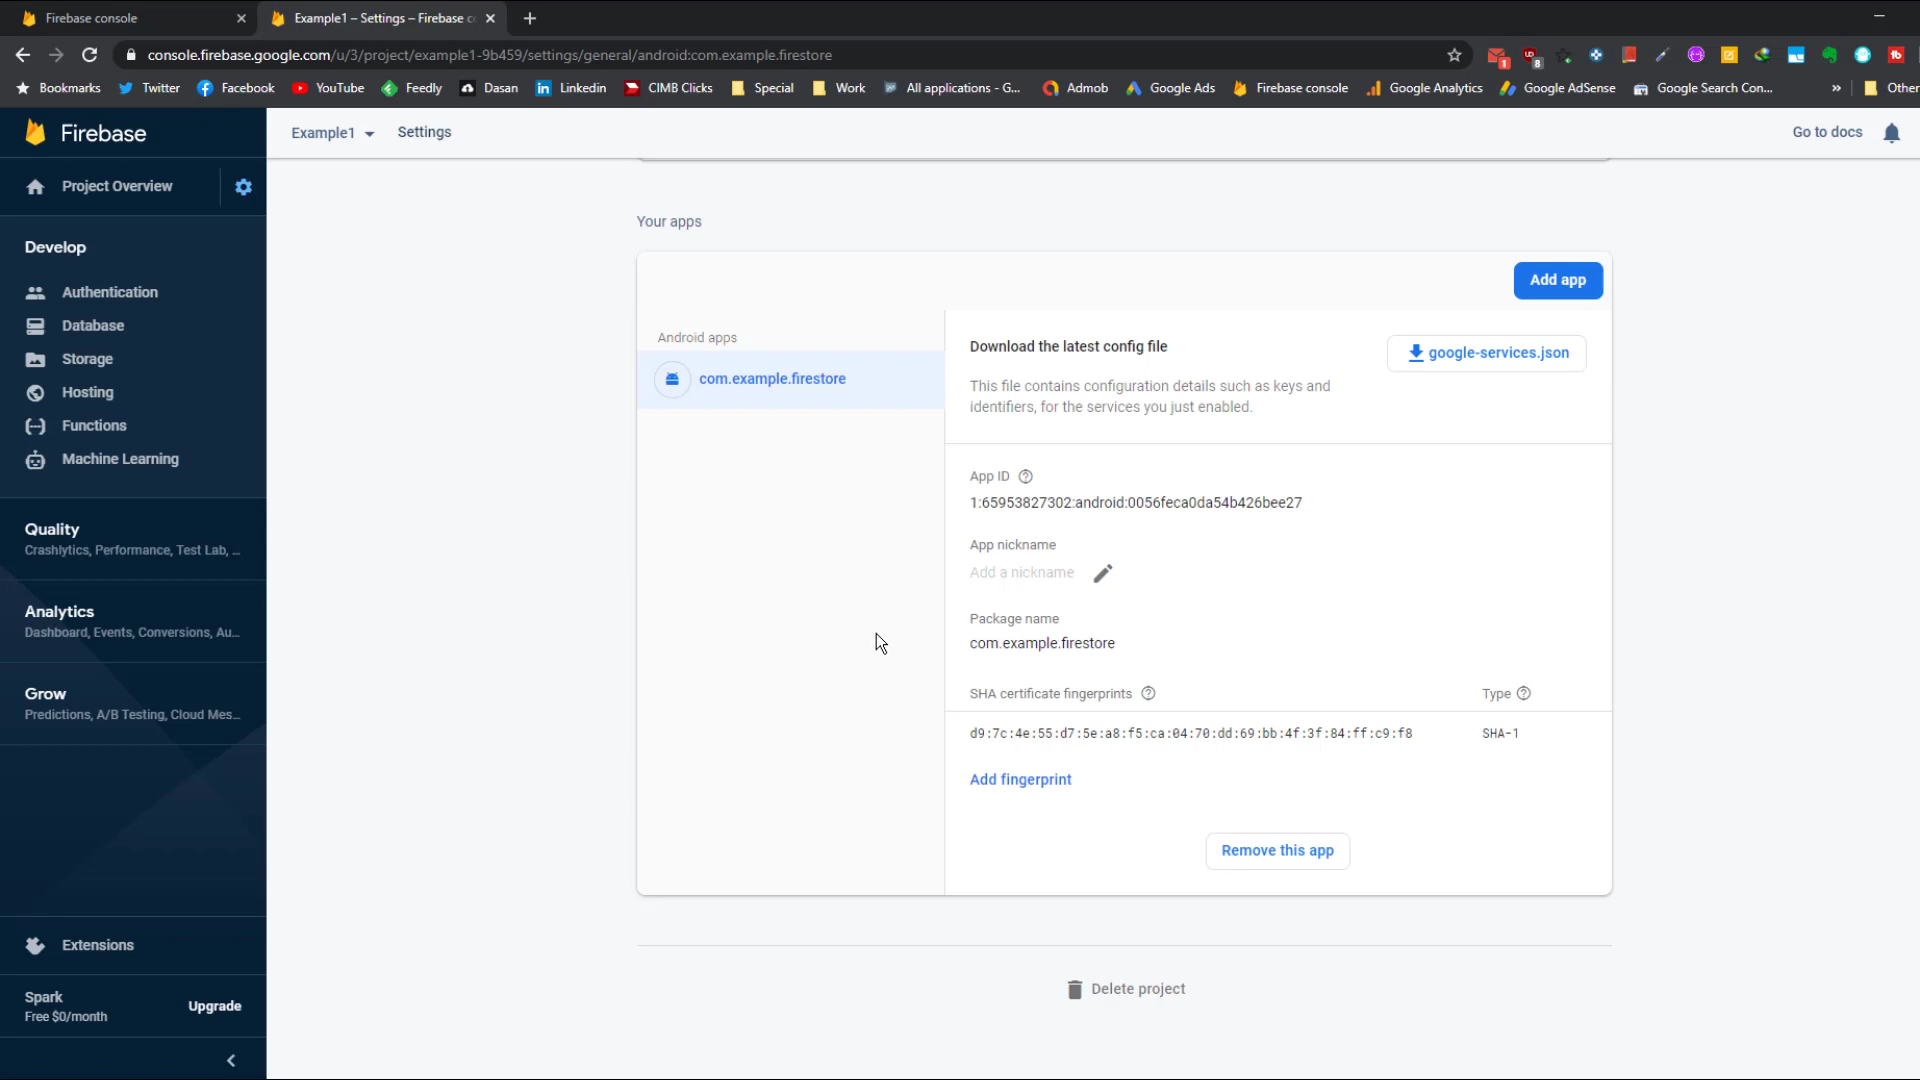 Firebase console
Example1 – Settings – Firebase c
console.firebase.google.com/u/3/project/example1-9b459/settings/general/android:com.example.firestore
1
8
Bookmarks
Twitter
Facebook
YouTube
Feedly
Dasan
Linkedin
CIMB Clicks
Special
Work
All applications - G...
Admob
Google Ads
Firebase console
Google Analytics
Google AdSense
Google Search Con...
»
Other
Firebase
Example1
Settings
Go to docs
Project Overview
Develop
Authentication
Database
Storage
Hosting
Functions
Machine Learning
Quality
Crashlytics, Performance, Test Lab, ...
Analytics
Dashboard, Events, Conversions, Au...
Grow
Predictions, A/B Testing, Cloud Mes...
Extensions
Spark
Free $0/month
Upgrade
Your apps
Add app
Android apps
com.example.firestore
Download the latest config file
google-services.json
This file contains configuration details such as keys and
identifiers, for the services you just enabled.
App ID
1:65953827302:android:0056feca0da54b426bee27
App nickname
Add a nickname
Package name
com.example.firestore
SHA certificate fingerprints
Type
d9:7c:4e:55:d7:5e:a8:f5:ca:04:70:dd:69:bb:4f:3f:84:ff:c9:f8
SHA-1
Add fingerprint
Remove this app
Delete project